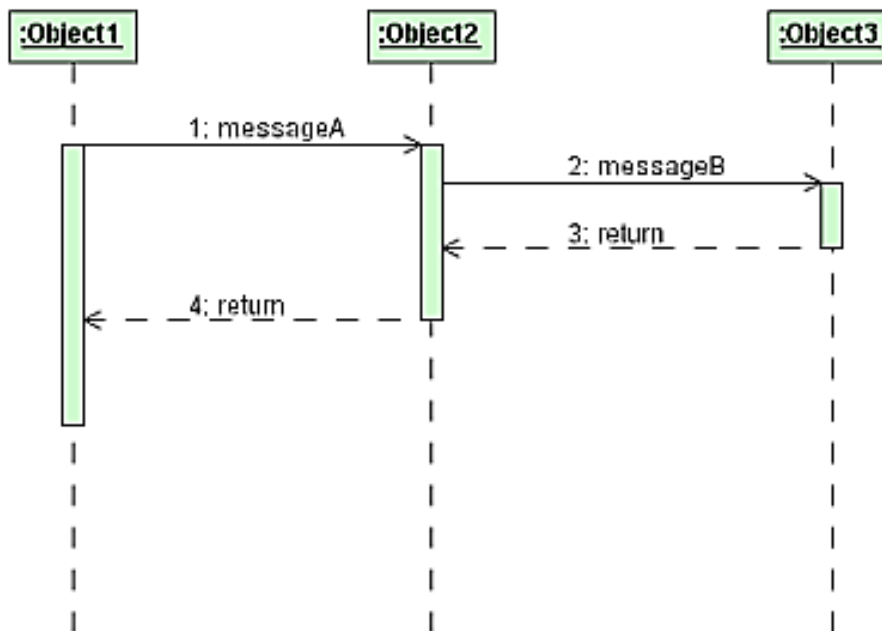 :Object1
:Object2
:Object3
1: messageA
2: messageB
3: return
4: return